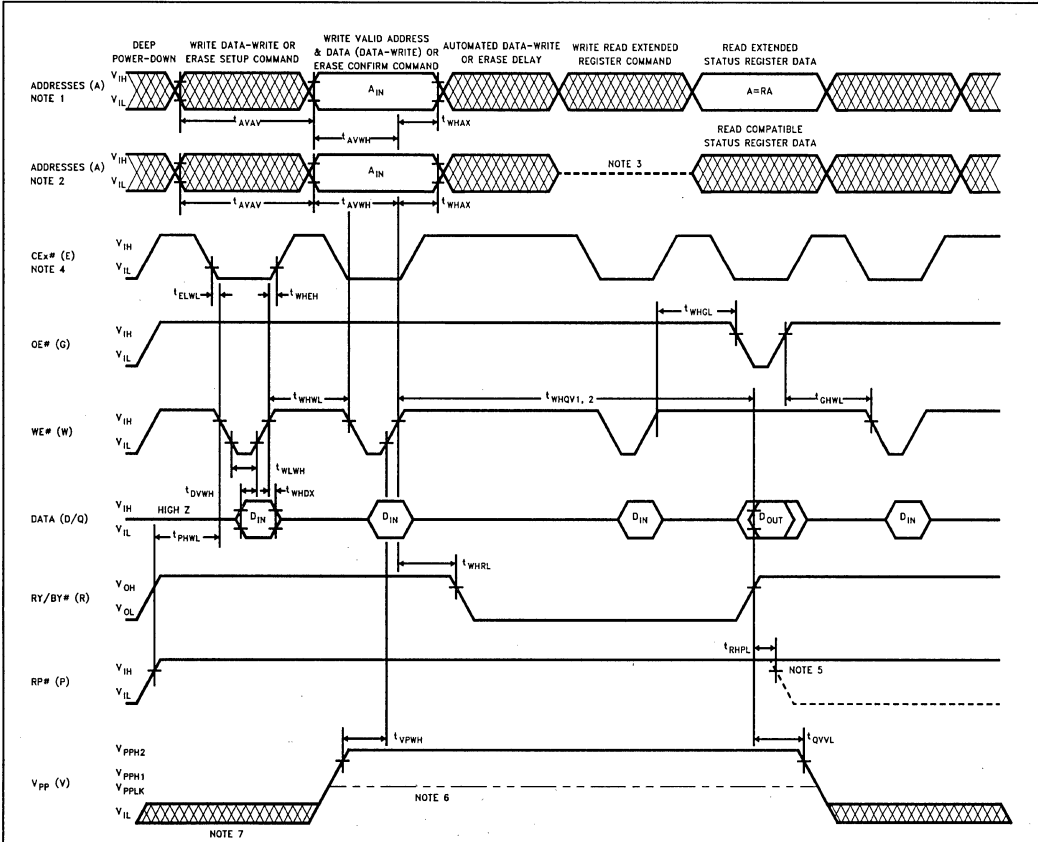 DEEP POWER-DOWN
WRITE DATA-WRITE OR ERASE SETUP COMMAND
WRITE VALID ADDRESS & DATA (DATA-WRITE) OR ERASE CONFIRM COMMAND
AUTOMATED DATA-WRITE OR ERASE DELAY
WRITE READ EXTENDED REGISTER COMMAND
READ EXTENDED STATUS REGISTER DATA
ADDRESSES (A) NOTE 1
VIH
VIL
AIN
A=RA
tAVAV
tAVWH
tWHAX
READ COMPATIBLE STATUS REGISTER DATA
ADDRESSES (A) NOTE 2
VIH
VIL
AIN
NOTE 3
tAVAV
tAVWH
tWHAX
CEx# (E) NOTE 4
VIH
VIL
tELWL
tWHEH
tWHGL
OE# (G)
VIH
VIL
tWHWL
tWHQV1, 2
tGHWL
WE# (W)
VIH
VIL
tWLWH
tDVWH
tWHDX
DATA (D/Q)
VIH
VIL
HIGH Z
DIN
DIN
DIN
DOUT
DIN
tPHWL
tWHRL
RY/BY# (R)
VOH
VOL
tRHPL
RP# (P)
VIH
VIL
NOTE 5
tVPWH
tQVVL
VPP (V)
VPPH2
VPPH1
VPPLK
VIL
NOTE 6
NOTE 7